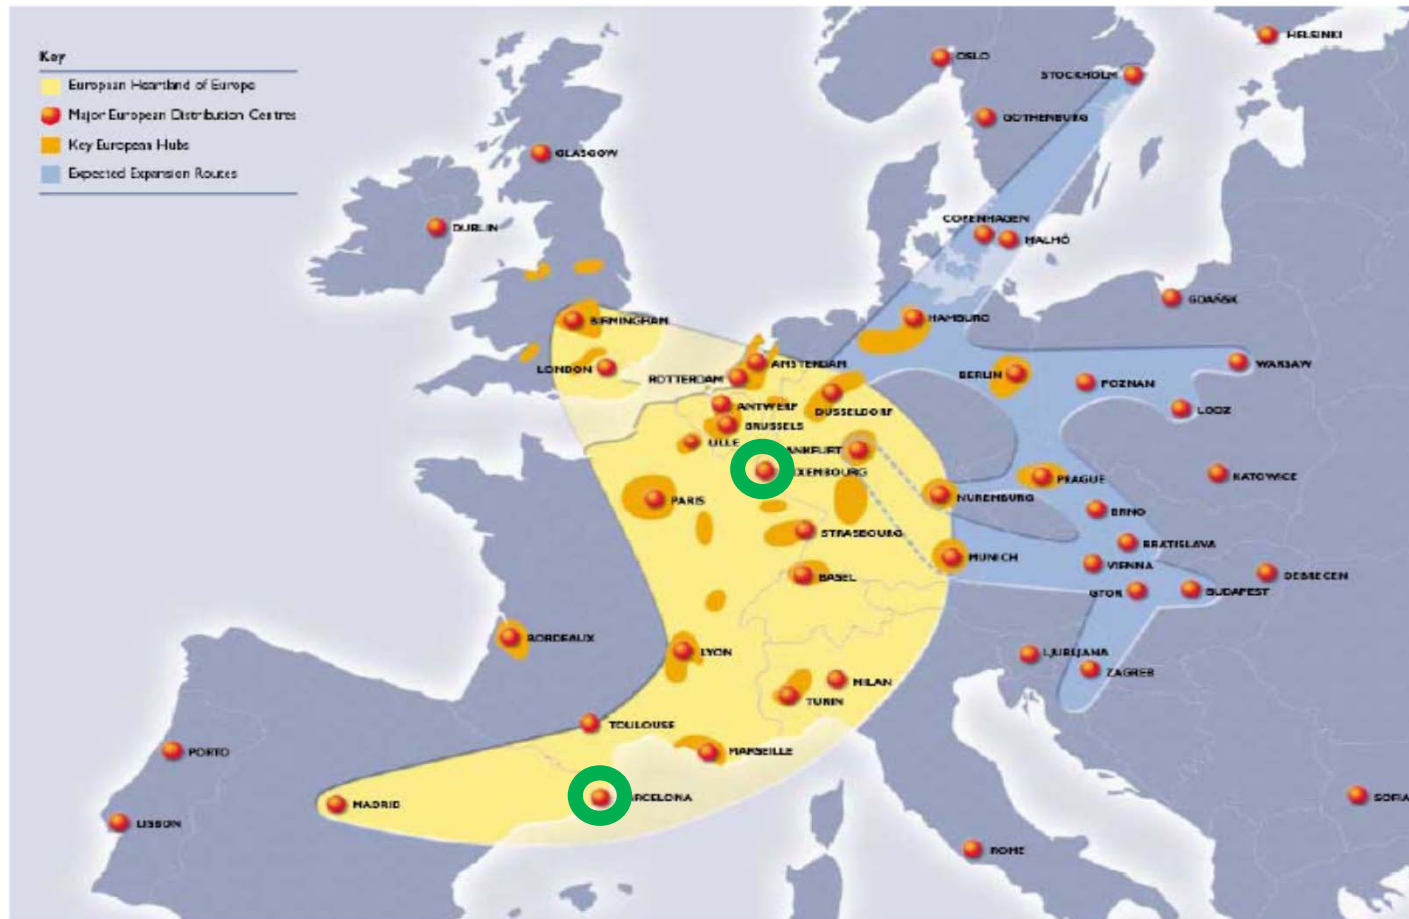 Key
European Heartland of Europe
Major European Distribution Centres
Key European Hubs
Expected Expansion Routes
HELSINKI
OSLO
STOCKHOLM
GOTHENBURG
GLASGOW
COPENHAGEN
DUBLIN
MALMÖ
GDAŃSK
BIRMINGHAM
HAMBURG
LONDON
AMSTERDAM
WARSAW
ROTTERDAM
BERLIN
POZNAN
ANTWERP
DUSSELDORF
LODZ
BRUSSELS
LILLE
ANKFURT
XEMBOURG
KATOWICE
PRAGUE
PARIS
NUREMBURG
BRNO
STRASBOURG
BRATISLAVA
MUNICH
VIENNA
BASEL
DEBRECEN
GYOR
BUDAPEST
BORDEAUX
LYON
LJUBLJANA
ZAGREB
MILAN
TURIN
TOULOUSE
PORTO
MARSEILLE
MADRID
ARCELONA
SOFIA
LISBON
ROME